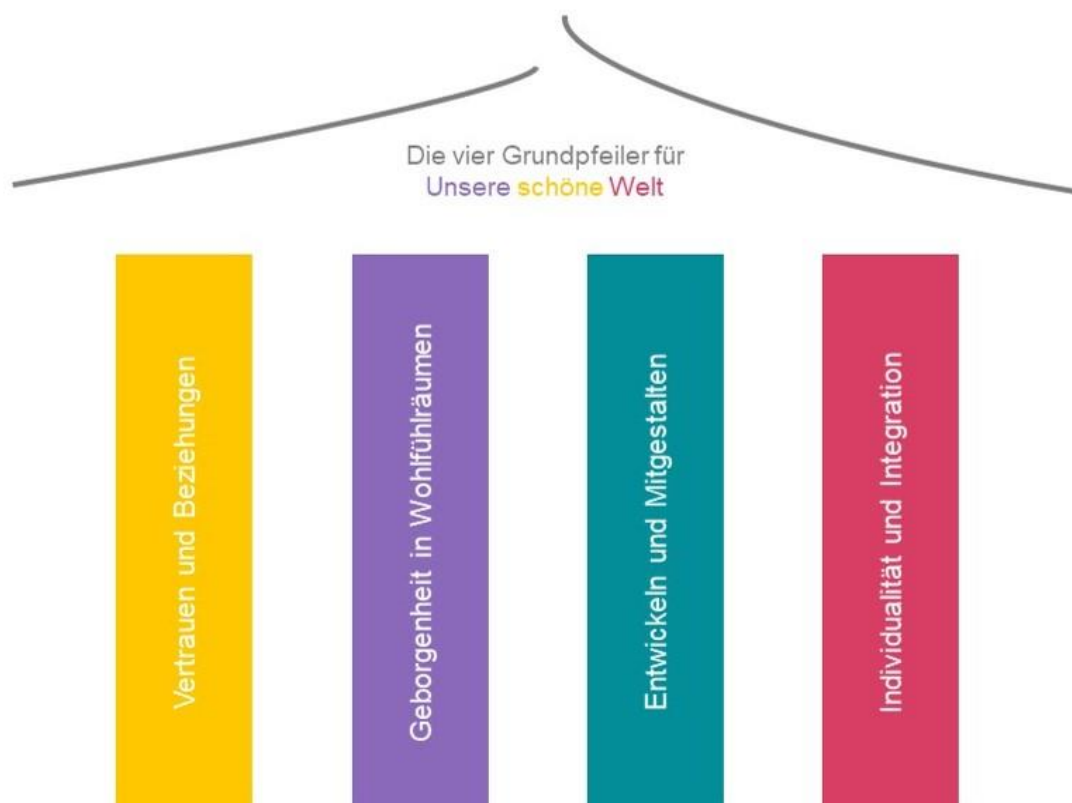 Die vier Grundpfeiler für
Unsere schöne Welt
Vertrauen und Beziehungen
Geborgenheit in Wohlfühlräumen
Entwickeln und Mitgestalten
Individualität und Integration